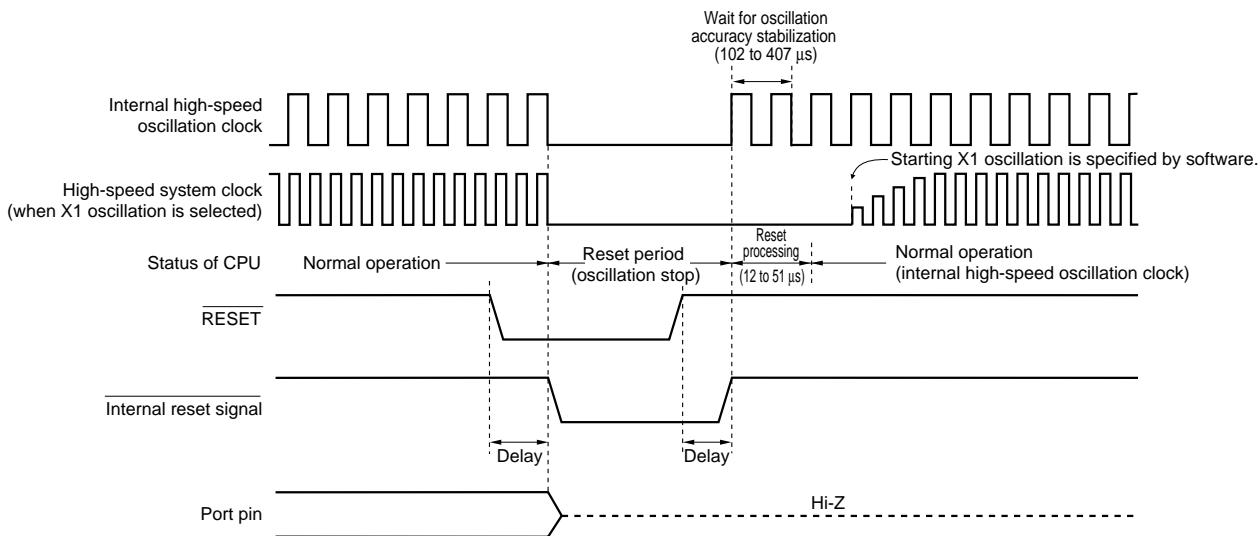 Wait for oscillation
accuracy stabilization
(102 to 407 μs)
Internal high-speed
oscillation clock
Starting X1 oscillation is specified by software.
High-speed system clock
(when X1 oscillation is selected)
Status of CPU
Normal operation
Reset period
(oscillation stop)
Reset
processing
(12 to 51 μs)
Normal operation
(internal high-speed oscillation clock)
RESET
Internal reset signal
Delay
Delay
Port pin
Hi-Z